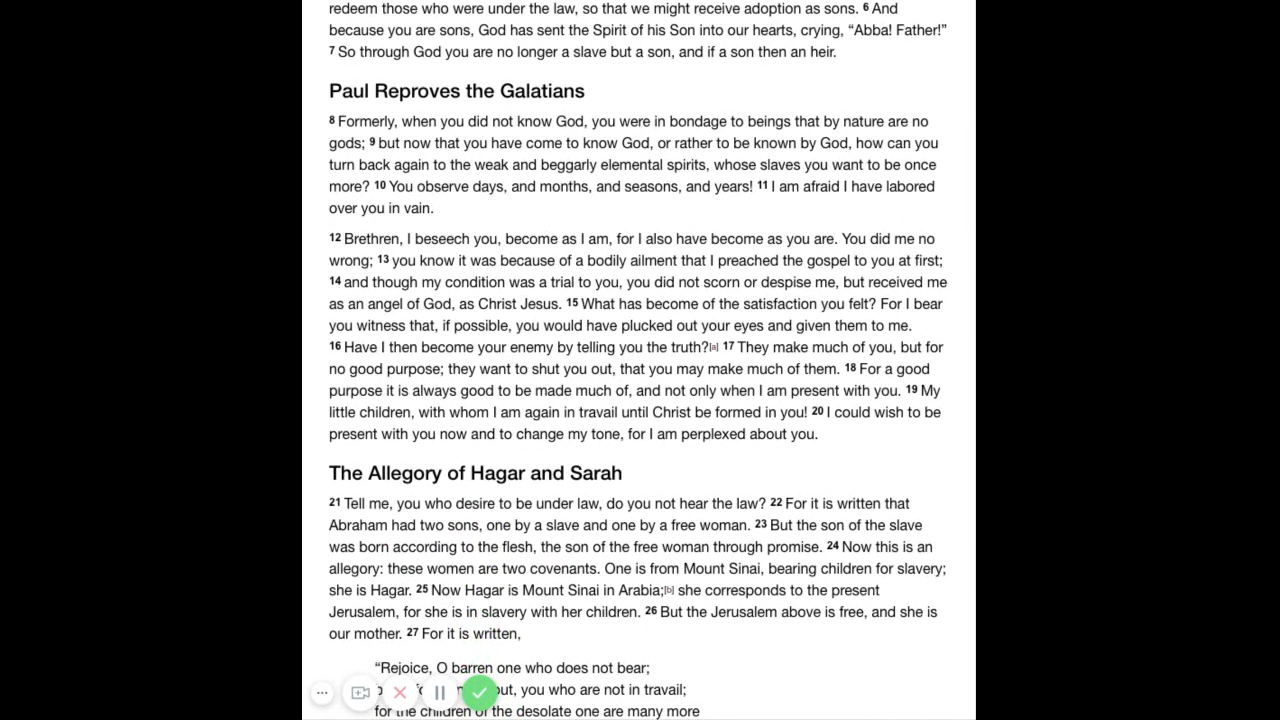 redeem those who were under the law, so that we might receive adoption as sons. 6 And
because you are sons, God has sent the Spirit of his Son into our hearts, crying, “Abba! Father!”
7 So through God you are no longer a slave but a son, and if a son then an heir.
Paul Reproves the Galatians
8 Formerly, when you did not know God, you were in bondage to beings that by nature are no
gods; 9 but now that you have come to know God, or rather to be known by God, how can you
turn back again to the weak and beggarly elemental spirits, whose slaves you want to be once
more? 10 You observe days, and months, and seasons, and years! 11 I am afraid I have labored
over you in vain.
12 Brethren, I beseech you, become as I am, for I also have become as you are. You did me no
wrong; 13 you know it was because of a bodily ailment that I preached the gospel to you at first;
14 and though my condition was a trial to you, you did not scorn or despise me, but received me
as an angel of God, as Christ Jesus. 15 What has become of the satisfaction you felt? For I bear
you witness that, if possible, you would have plucked out your eyes and given them to me.
16 Have I then become your enemy by telling you the truth?[a] 17 They make much of you, but for
no good purpose; they want to shut you out, that you may make much of them. 18 For a good
purpose it is always good to be made much of, and not only when I am present with you. 19 My
little children, with whom I am again in travail until Christ be formed in you! 20 I could wish to be
present with you now and to change my tone, for I am perplexed about you.
The Allegory of Hagar and Sarah
21 Tell me, you who desire to be under law, do you not hear the law? 22 For it is written that
Abraham had two sons, one by a slave and one by a free woman. 23 But the son of the slave
was born according to the flesh, the son of the free woman through promise. 24 Now this is an
allegory: these women are two covenants. One is from Mount Sinai, bearing children for slavery;
she is Hagar. 25 Now Hagar is Mount Sinai in Arabia;[b] she corresponds to the present
Jerusalem, for she is in slavery with her children. 26 But the Jerusalem above is free, and she is
our mother. 27 For it is written,
“Rejoice, O barren one who does not bear;
out, you who are not in travail;
for the children of the desolate one are many more